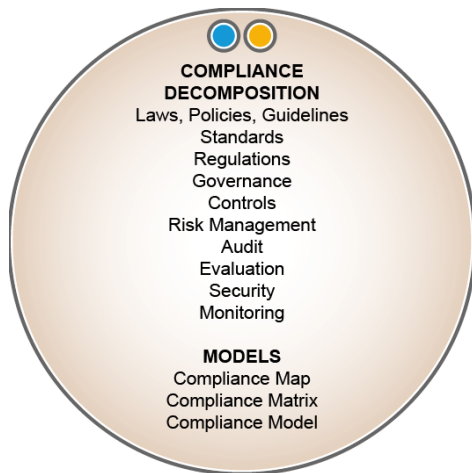 COMPLIANCE
DECOMPOSITION
Laws, Policies, Guidelines
Standards
Regulations
Governance
Controls
Risk Management
Audit
Evaluation
Security
Monitoring
MODELS
Compliance Map
Compliance Matrix
Compliance Model